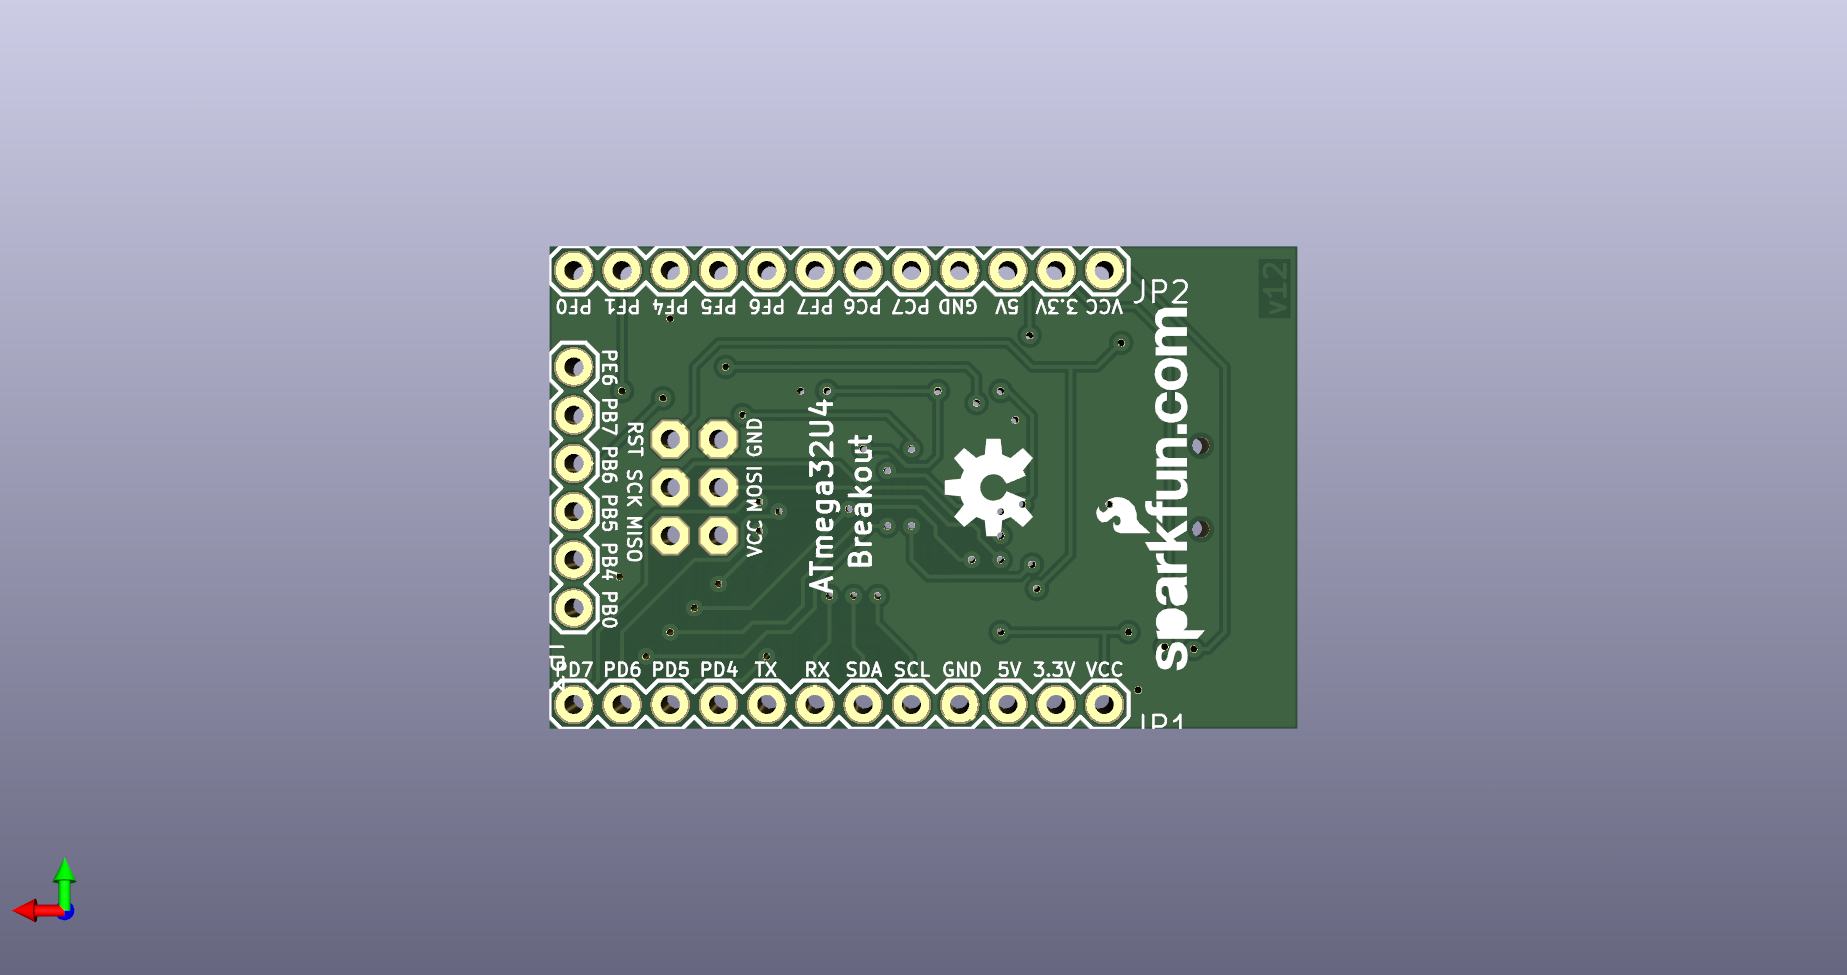 PF0 PF1 PF4 PF5 PF6 PF7 PC6 PC7 GND 5V 3.3V VCC
JP2
v12
PE6
PB7
PB6
PB5
PB4
PB0
RST SCK MISO
GND
MOSI
VCC
ATmega32U4
Breakout
sparkfun.com
PD7 PD6 PD5 PD4 TX RX SDA SCL GND 5V 3.3V VCC
JP1